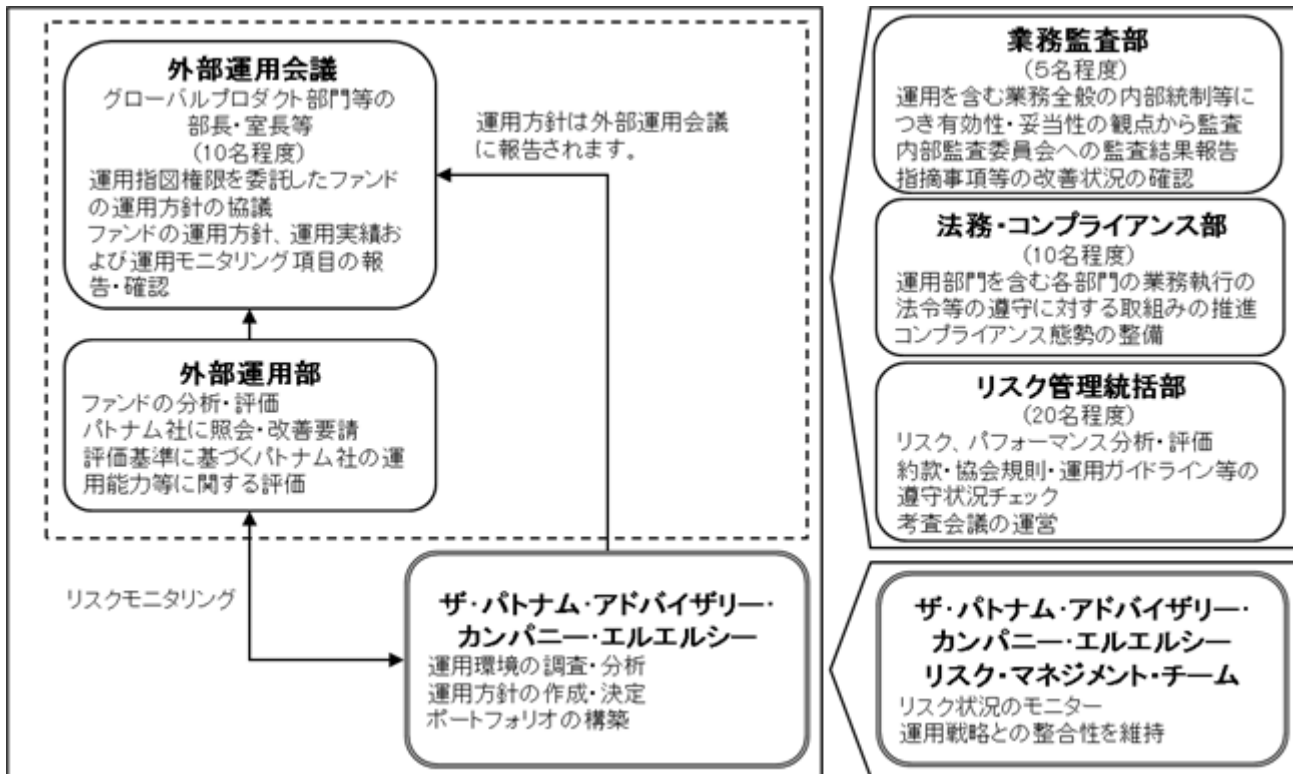 外部運用会議
グローバルプロダクト部門等の
部長・室長等
(10名程度)
運用指図権限を委託したファンド
の運用方針の協議
ファンドの運用方針、運用実績お
よび運用モニタリング項目の報
告・確認
運用方針は外部運用会議
に報告されます。
外部運用部
ファンドの分析・評価
パトナム社に照会・改善要請
評価基準に基づくパトナム社の運
用能力等に関する評価
リスクモニタリング
ザ・パトナム・アドバイザリー・
カンパニー・エルエルシー
運用環境の調査・分析
運用方針の作成・決定
ポートフォリオの構築
業務監査部
(5名程度)
運用を含む業務全般の内部統制等に
つき有効性・妥当性の観点から監査
内部監査委員会への監査結果報告
指摘事項等の改善状況の確認
法務・コンプライアンス部
(10名程度)
運用部門を含む各部門の業務執行の
法令等の遵守に対する取組みの推進
コンプライアンス態勢の整備
リスク管理統括部
(20名程度)
リスク、パフォーマンス分析・評価
約款・協会規則・運用ガイドライン等の
遵守状況チェック
考査会議の運営
ザ・パトナム・アドバイザリー・
カンパニー・エルエルシー
リスク・マネジメント・チーム
リスク状況のモニター
運用戦略との整合性を維持